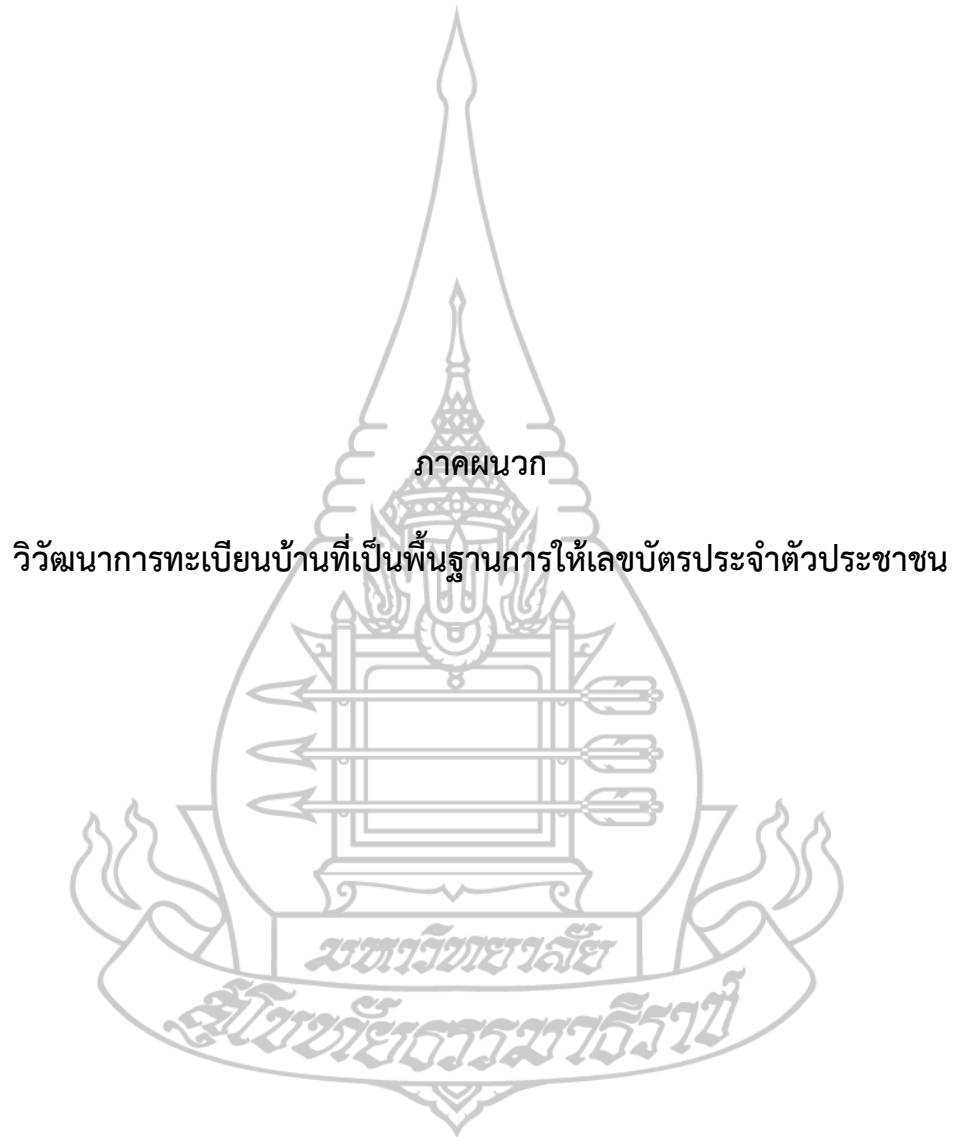 ภาคผนวก
วิวัฒนาการทะเบียนบ้านที่เป็นพื้นฐานการให้เลขบัตรประจำตัวประชาชน
มหาวิทยาลัย
สุโขทัยธรรมาธิราช